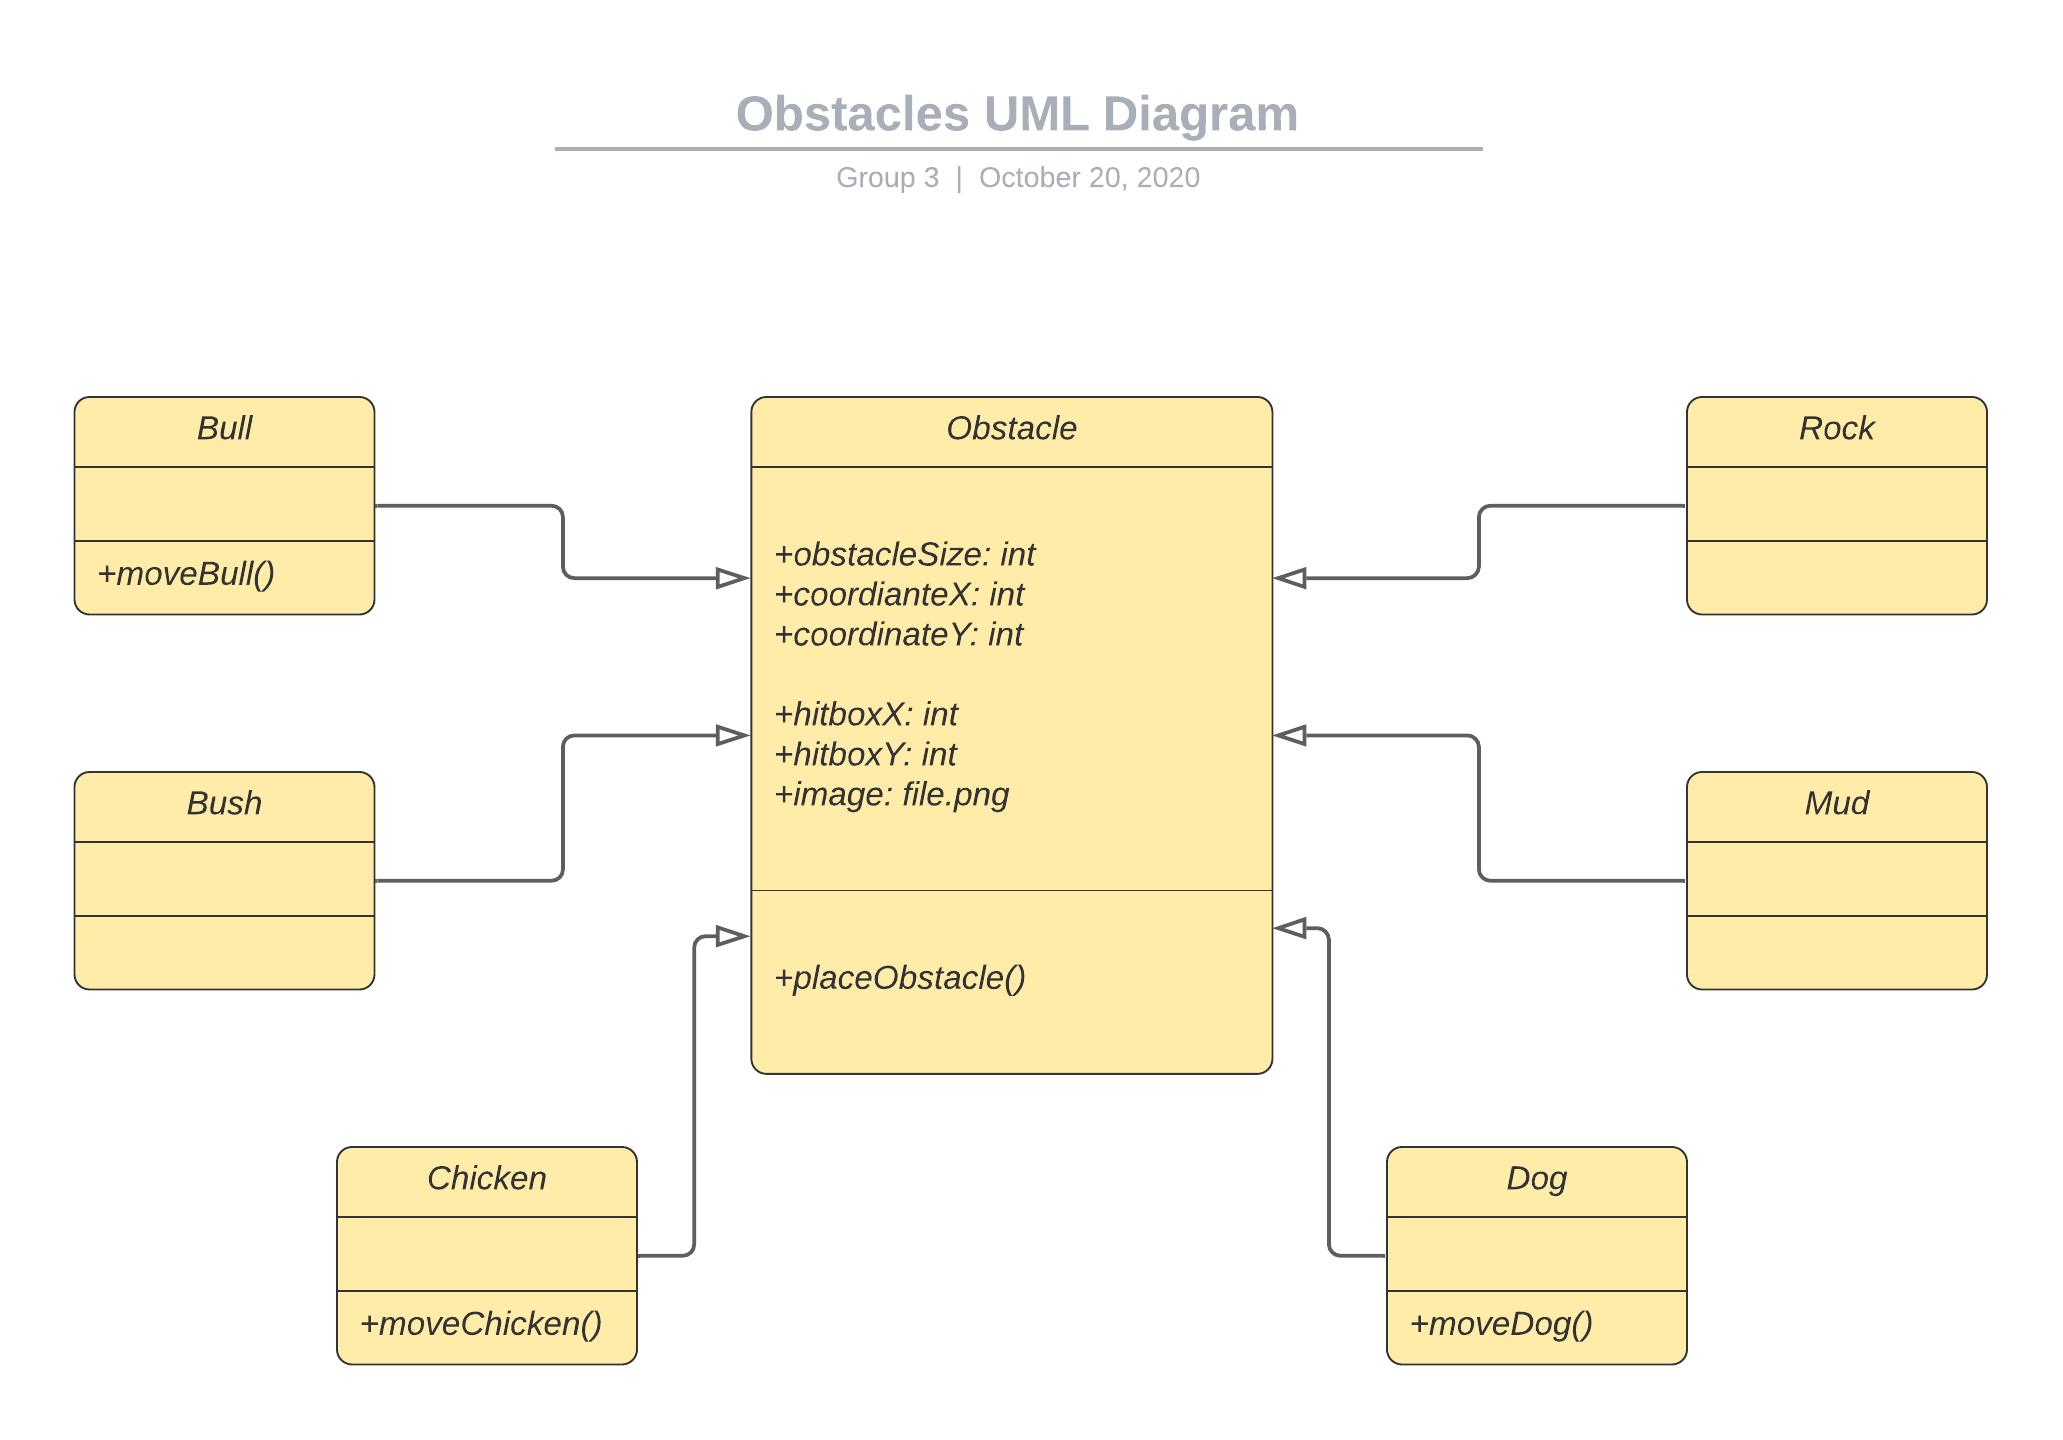 Obstacles UML Diagram
Group 3 | October 20, 2020
Bull
+moveBull()
Obstacle
+obstacleSize: int
+coordianteX: int
+coordinateY: int
+hitboxX: int
+hitboxY: int
+image: file.png
+placeObstacle()
Rock
Bush
Mud
Chicken
+moveChicken()
Dog
+moveDog()